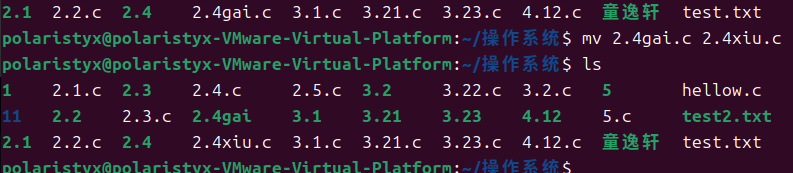 2.1 2.2.c 2.4 2.4gai.c 3.1.c 3.21.c 3.23.c 4.12.c 童逸轩 test.txt
polaristyx@polaristyx-VMware-Virtual-Platform:~/操作系统$ mv 2.4gai.c 2.4xiu.c
polaristyx@polaristyx-VMware-Virtual-Platform:~/操作系统$ ls
1 2.1.c 2.3 2.4.c 2.5.c 3.2 3.22.c 3.2.c 5 hellow.c
11 2.2 2.3.c 2.4gai 3.1 3.21 3.23 4.12 5.c test2.txt
2.1 2.2.c 2.4 2.4xiu.c 3.1.c 3.21.c 3.23.c 4.12.c 童逸轩 test.txt
polaristyx@polaristyx-VMware-Virtual-Platform:~/操作系统$